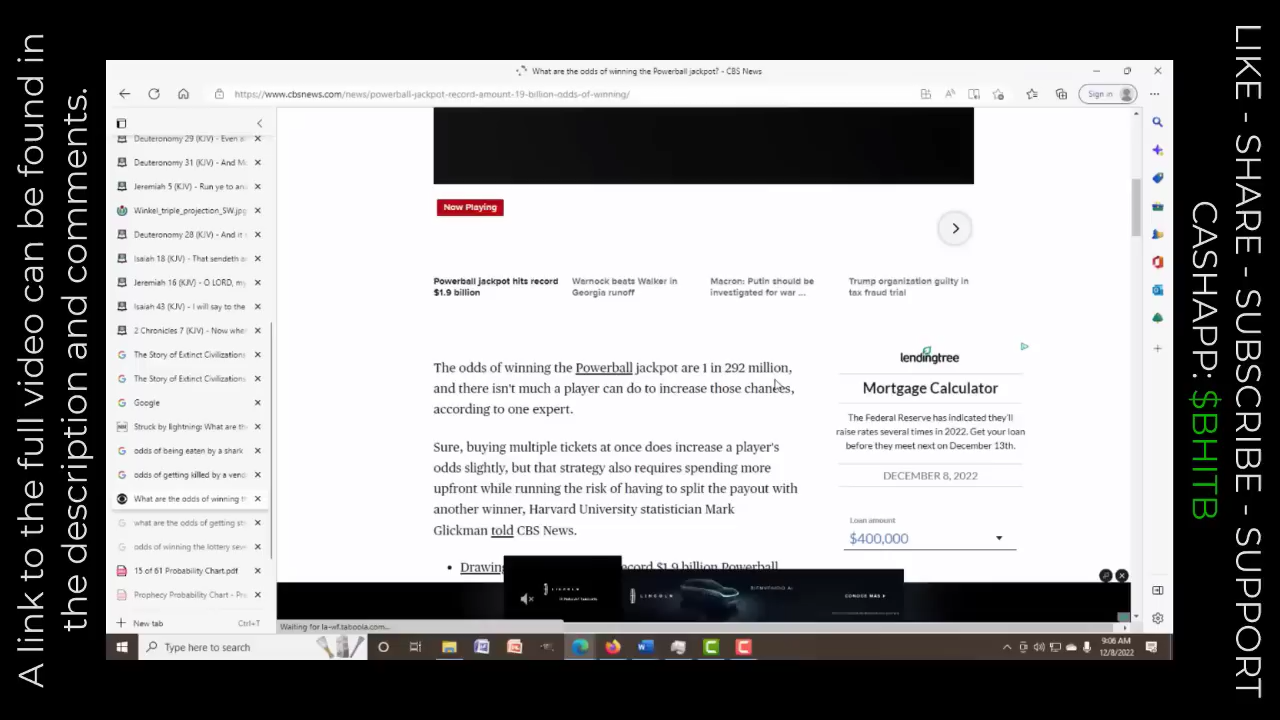 A link to the full video can be found in
the description and comments.
What are the odds of winning the Powerball jackpot? - CBS News
https://www.cbsnews.com/news/powerball-jackpot-record-amount-19-billion-odds-of-winning/
Sign in
Deuteronomy 29 (KJV) - Even a
Deuteronomy 31 (KJV) - And M
Jeremiah 5 (KJV) - Run ye to an
Winkel_triple_projection_SW.jpg
Deuteronomy 28 (KJV) - And it
Isaiah 18 (KJV) - That sendeth a
Jeremiah 16 (KJV) - O LORD, my
Isaiah 43 (KJV) - I will say to the
2 Chronicles 7 (KJV) - Now whe
The Story of Extinct Civilizations
The Story of Extinct Civilizations
Google
Struck by lightning: What are th
odds of being eaten by a shark
odds of getting killed by a ven
What are the odds of winning t
what are the odds of getting st
odds of winning the lottery sev
15 of 61 Probability Chart.pdf
Prophecy Probability Chart - Pr
New tab
Ctrl+T
Now Playing
Powerball jackpot hits record
$1.9 billion
Warnock beats Walker in
Georgia runoff
Macron: Putin should be
investigated for war ...
Trump organization guilty in
tax fraud trial
The odds of winning the Powerball jackpot are 1 in 292 million,
and there isn't much a player can do to increase those chances,
according to one expert.
Sure, buying multiple tickets at once does increase a player's
odds slightly, but that strategy also requires spending more
upfront while running the risk of having to split the payout with
another winner, Harvard University statistician Mark
Glickman told CBS News.
• Drawing record $1.9 billion Powerball
lendingtree
Mortgage Calculator
The Federal Reserve has indicated they'll
raise rates several times in 2022. Get your loan
before they meet next on December 13th.
DECEMBER 8, 2022
Loan amount
$400,000
LINCOLN
LINCOLN
CONOCE MÁS
Waiting for la-wf.taboola.com...
Type here to search
9:06 AM
12/8/2022
LIKE - SHARE - SUBSCRIBE - SUPPORT
CASHAPP: $BHITB